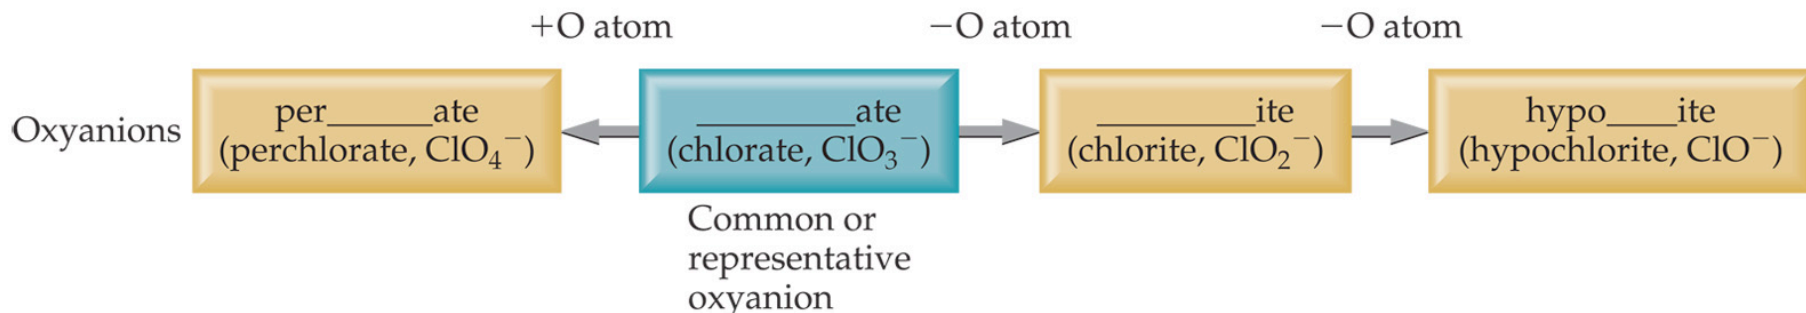 +O atom −O atom −O atom
Oxyanions
per______ate
(perchlorate, ClO₄⁻)
_________ate
(chlorate, ClO₃⁻)
_________ite
(chlorite, ClO₂⁻)
hypo____ite
(hypochlorite, ClO⁻)
Common or
representative
oxyanion